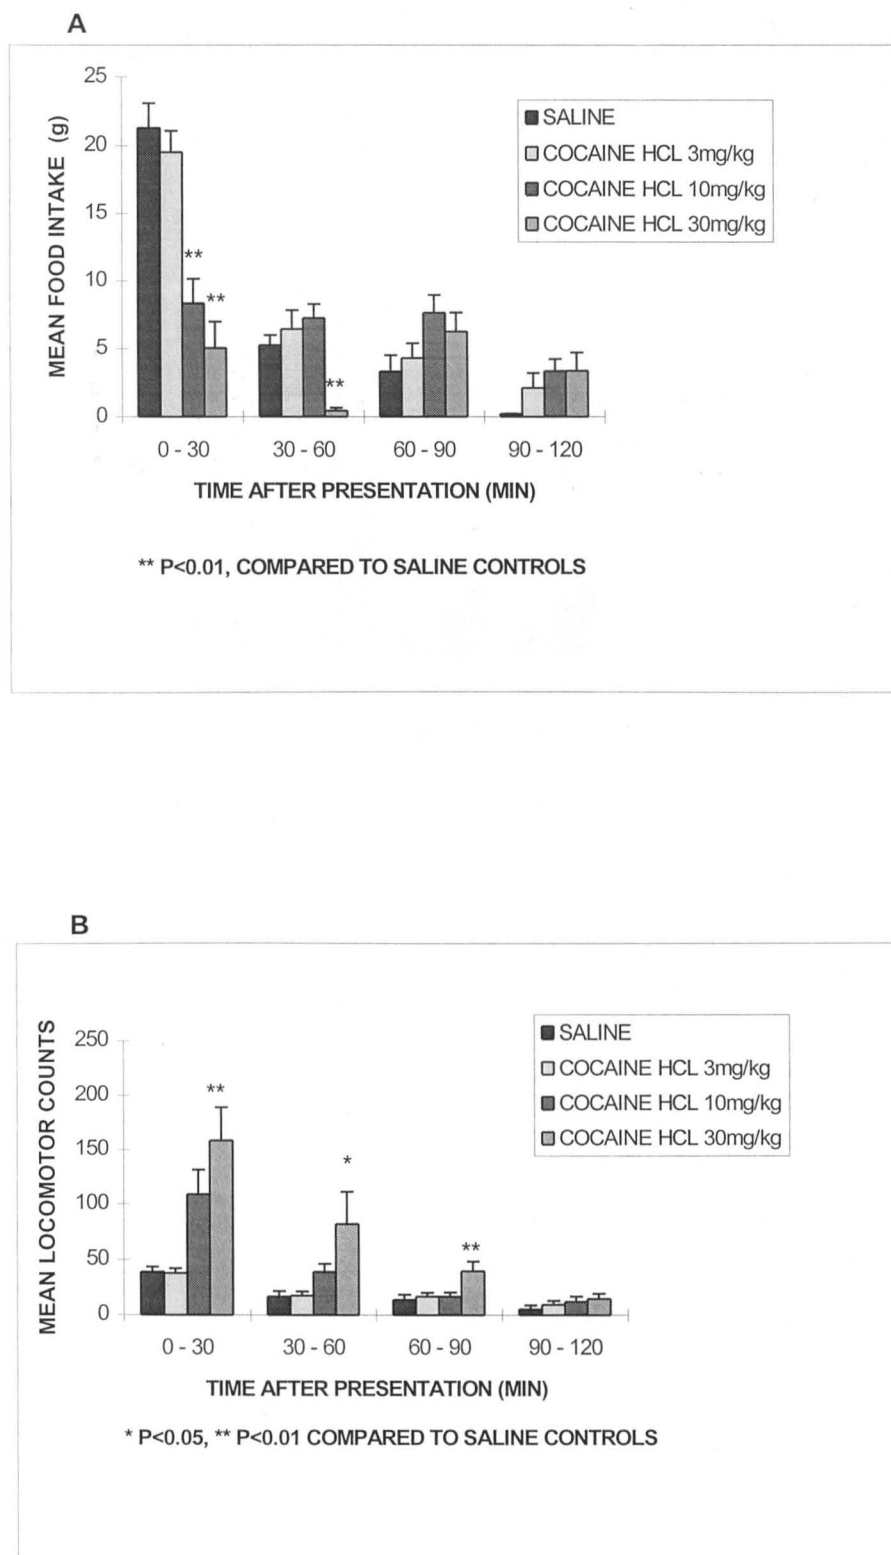 A
MEAN FOOD INTAKE (g)
25
20
15
10
5
0
** ** **
0 - 30 30 - 60 60 - 90 90 - 120
TIME AFTER PRESENTATION (MIN)
SALINE
COCAINE HCL 3mg/kg
COCAINE HCL 10mg/kg
COCAINE HCL 30mg/kg
** P<0.01, COMPARED TO SALINE CONTROLS
B
MEAN LOCOMOTOR COUNTS
250
200
150
100
50
0
** * **
0 - 30 30 - 60 60 - 90 90 - 120
TIME AFTER PRESENTATION (MIN)
SALINE
COCAINE HCL 3mg/kg
COCAINE HCL 10mg/kg
COCAINE HCL 30mg/kg
* P<0.05, ** P<0.01 COMPARED TO SALINE CONTROLS